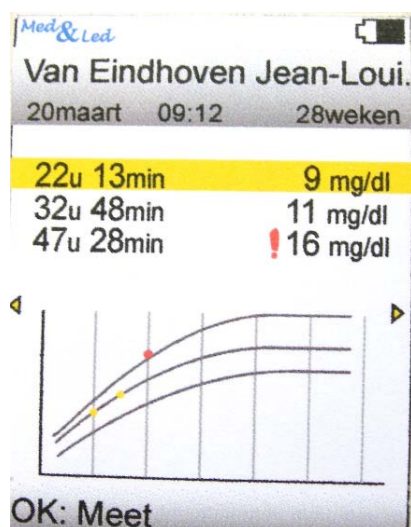 Med&Led
Van Eindhoven Jean-Loui.
20maart 09:12 28weken
22u 13min 9 mg/dl
32u 48min 11 mg/dl
47u 28min !16 mg/dl
OK: Meet